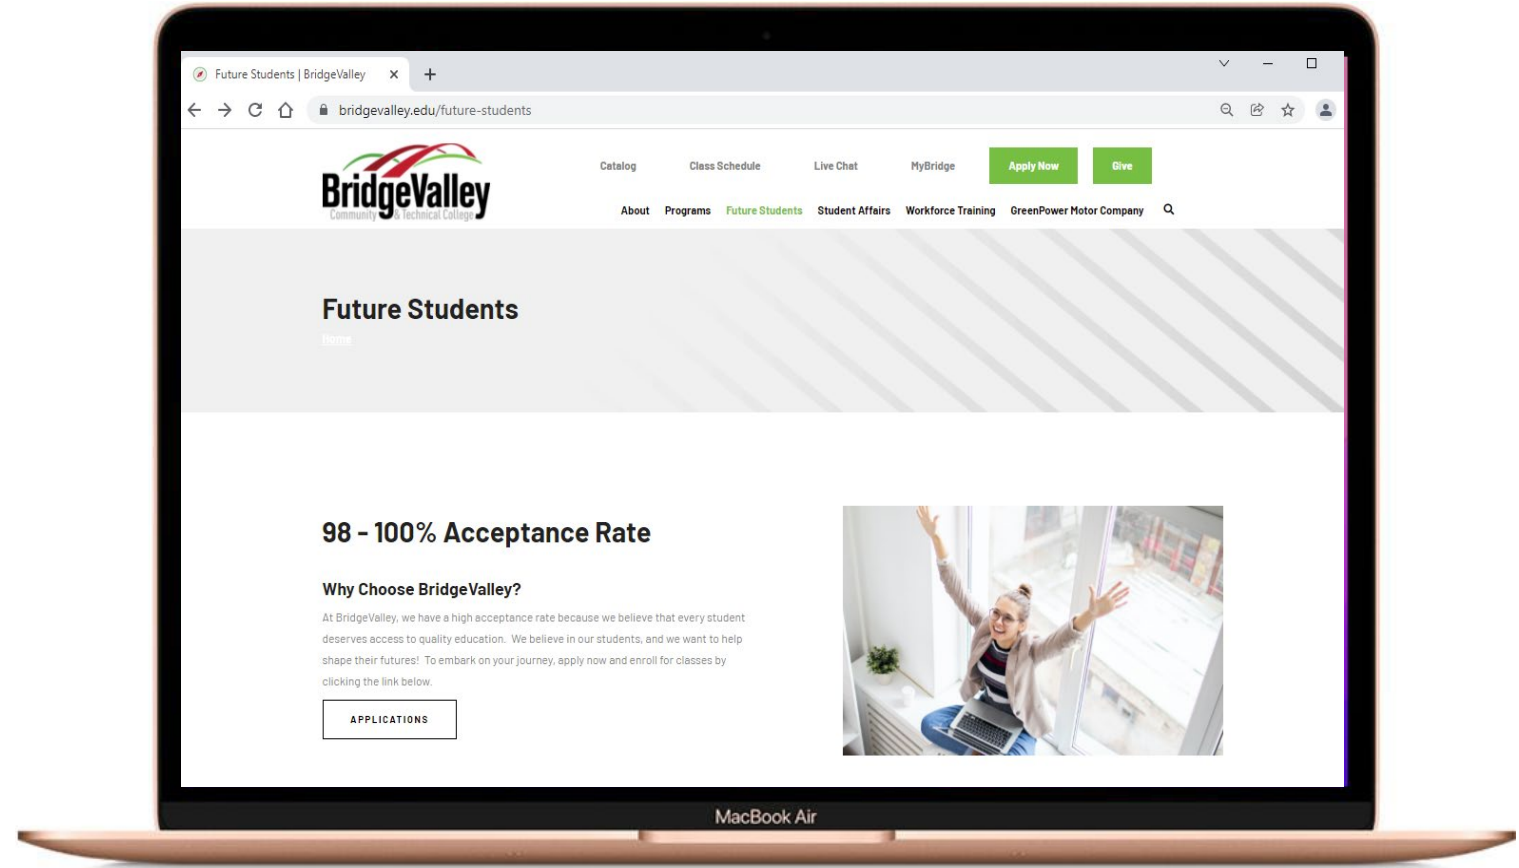 Future Students | BridgeValley
bridgevalley.edu/future-students
BridgeValley
Community & Technical College
Catalog Class Schedule Live Chat MyBridge Apply Now Give
About Programs Future Students Student Affairs Workforce Training GreenPower Motor Company
Future Students
Home
98 - 100% Acceptance Rate
Why Choose BridgeValley?
At BridgeValley, we have a high acceptance rate because we believe that every student
deserves access to quality education. We believe in our students, and we want to help
shape their futures! To embark on your journey, apply now and enroll for classes by
clicking the link below.
APPLICATIONS
MacBook Air